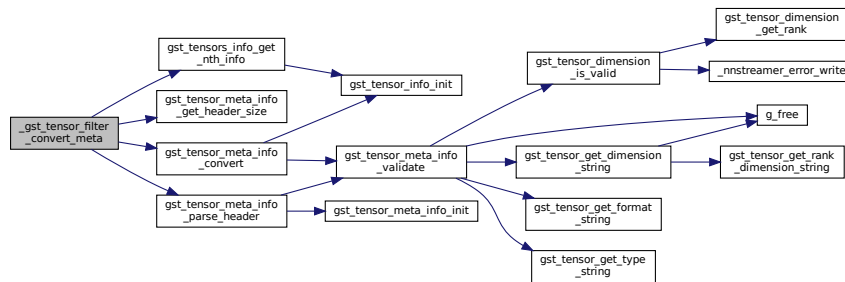 _gst_tensor_filter
_convert_meta
gst_tensors_info_get
_nth_info
gst_tensor_meta_info
_get_header_size
gst_tensor_meta_info
_convert
gst_tensor_meta_info
_parse_header
gst_tensor_info_init
gst_tensor_meta_info
_validate
gst_tensor_meta_info_init
gst_tensor_dimension
_is_valid
gst_tensor_get_dimension
_string
gst_tensor_get_format
_string
gst_tensor_get_type
_string
gst_tensor_dimension
_get_rank
_nnstreamer_error_write
g_free
gst_tensor_get_rank
_dimension_string